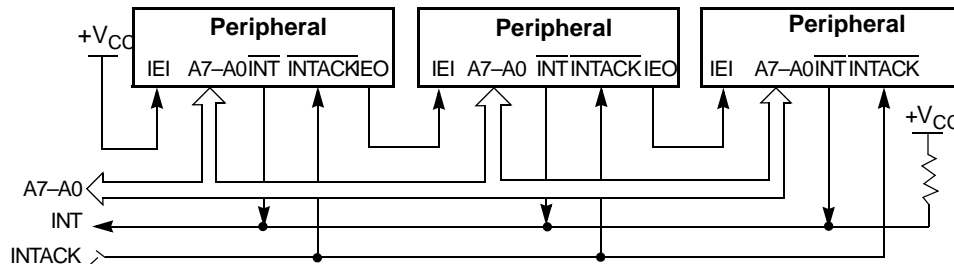 Peripheral Peripheral Peripheral
+VCC
IEI A7–A0 INT INTACK IEO IEI A7–A0 INT INTACK IEO IEI A7–A0 INT INTACK
+VCC
A7–A0
INT
INTACK